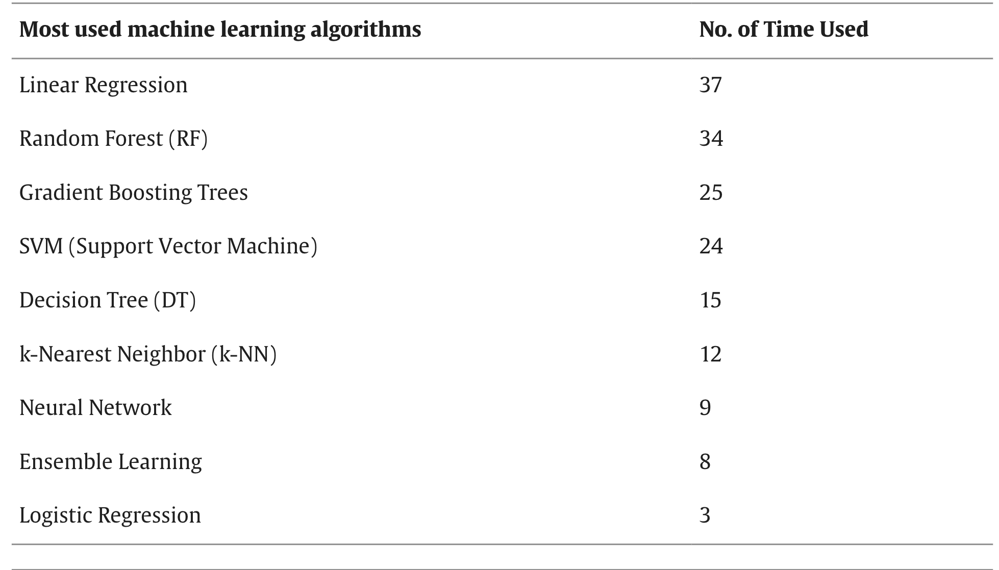 Most used machine learning algorithms No. of Time Used
Linear Regression 37
Random Forest (RF) 34
Gradient Boosting Trees 25
SVM (Support Vector Machine) 24
Decision Tree (DT) 15
k-Nearest Neighbor (k-NN) 12
Neural Network 9
Ensemble Learning 8
Logistic Regression 3